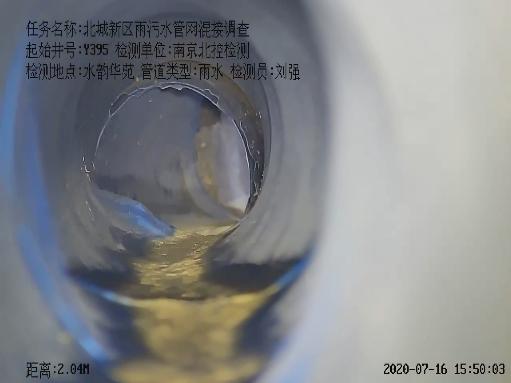 任务名称:北城新区雨污水管网混接调查
起始井号:Y395 检测单位:南京北控检测
检测地点:水韵华苑 管道类型:雨水 检测员:刘强
距离:2.04M
2020-07-16 15:50:03